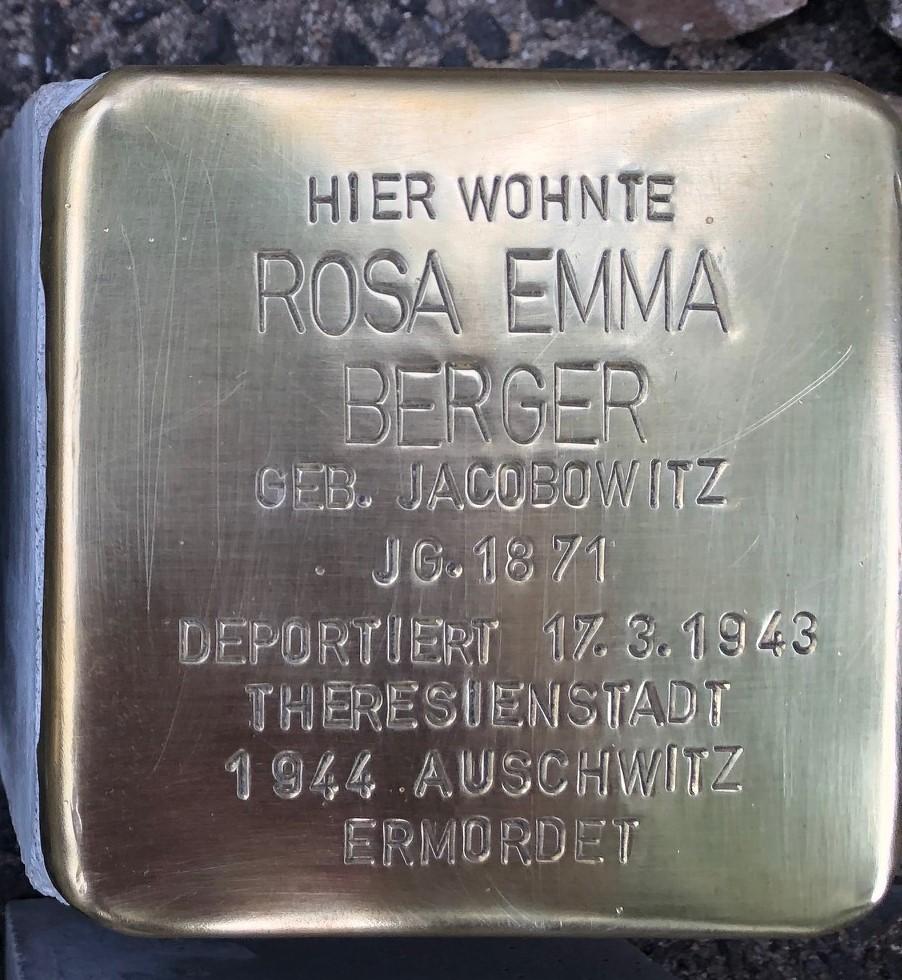 HIER WOHNTE
ROSA EMMA
BERGER
GEB. JACOBOWITZ
JG. 1871
DEPORTIERT 17.3.1943
THERESIENSTADT
1944 AUSCHWITZ
ERMORDET